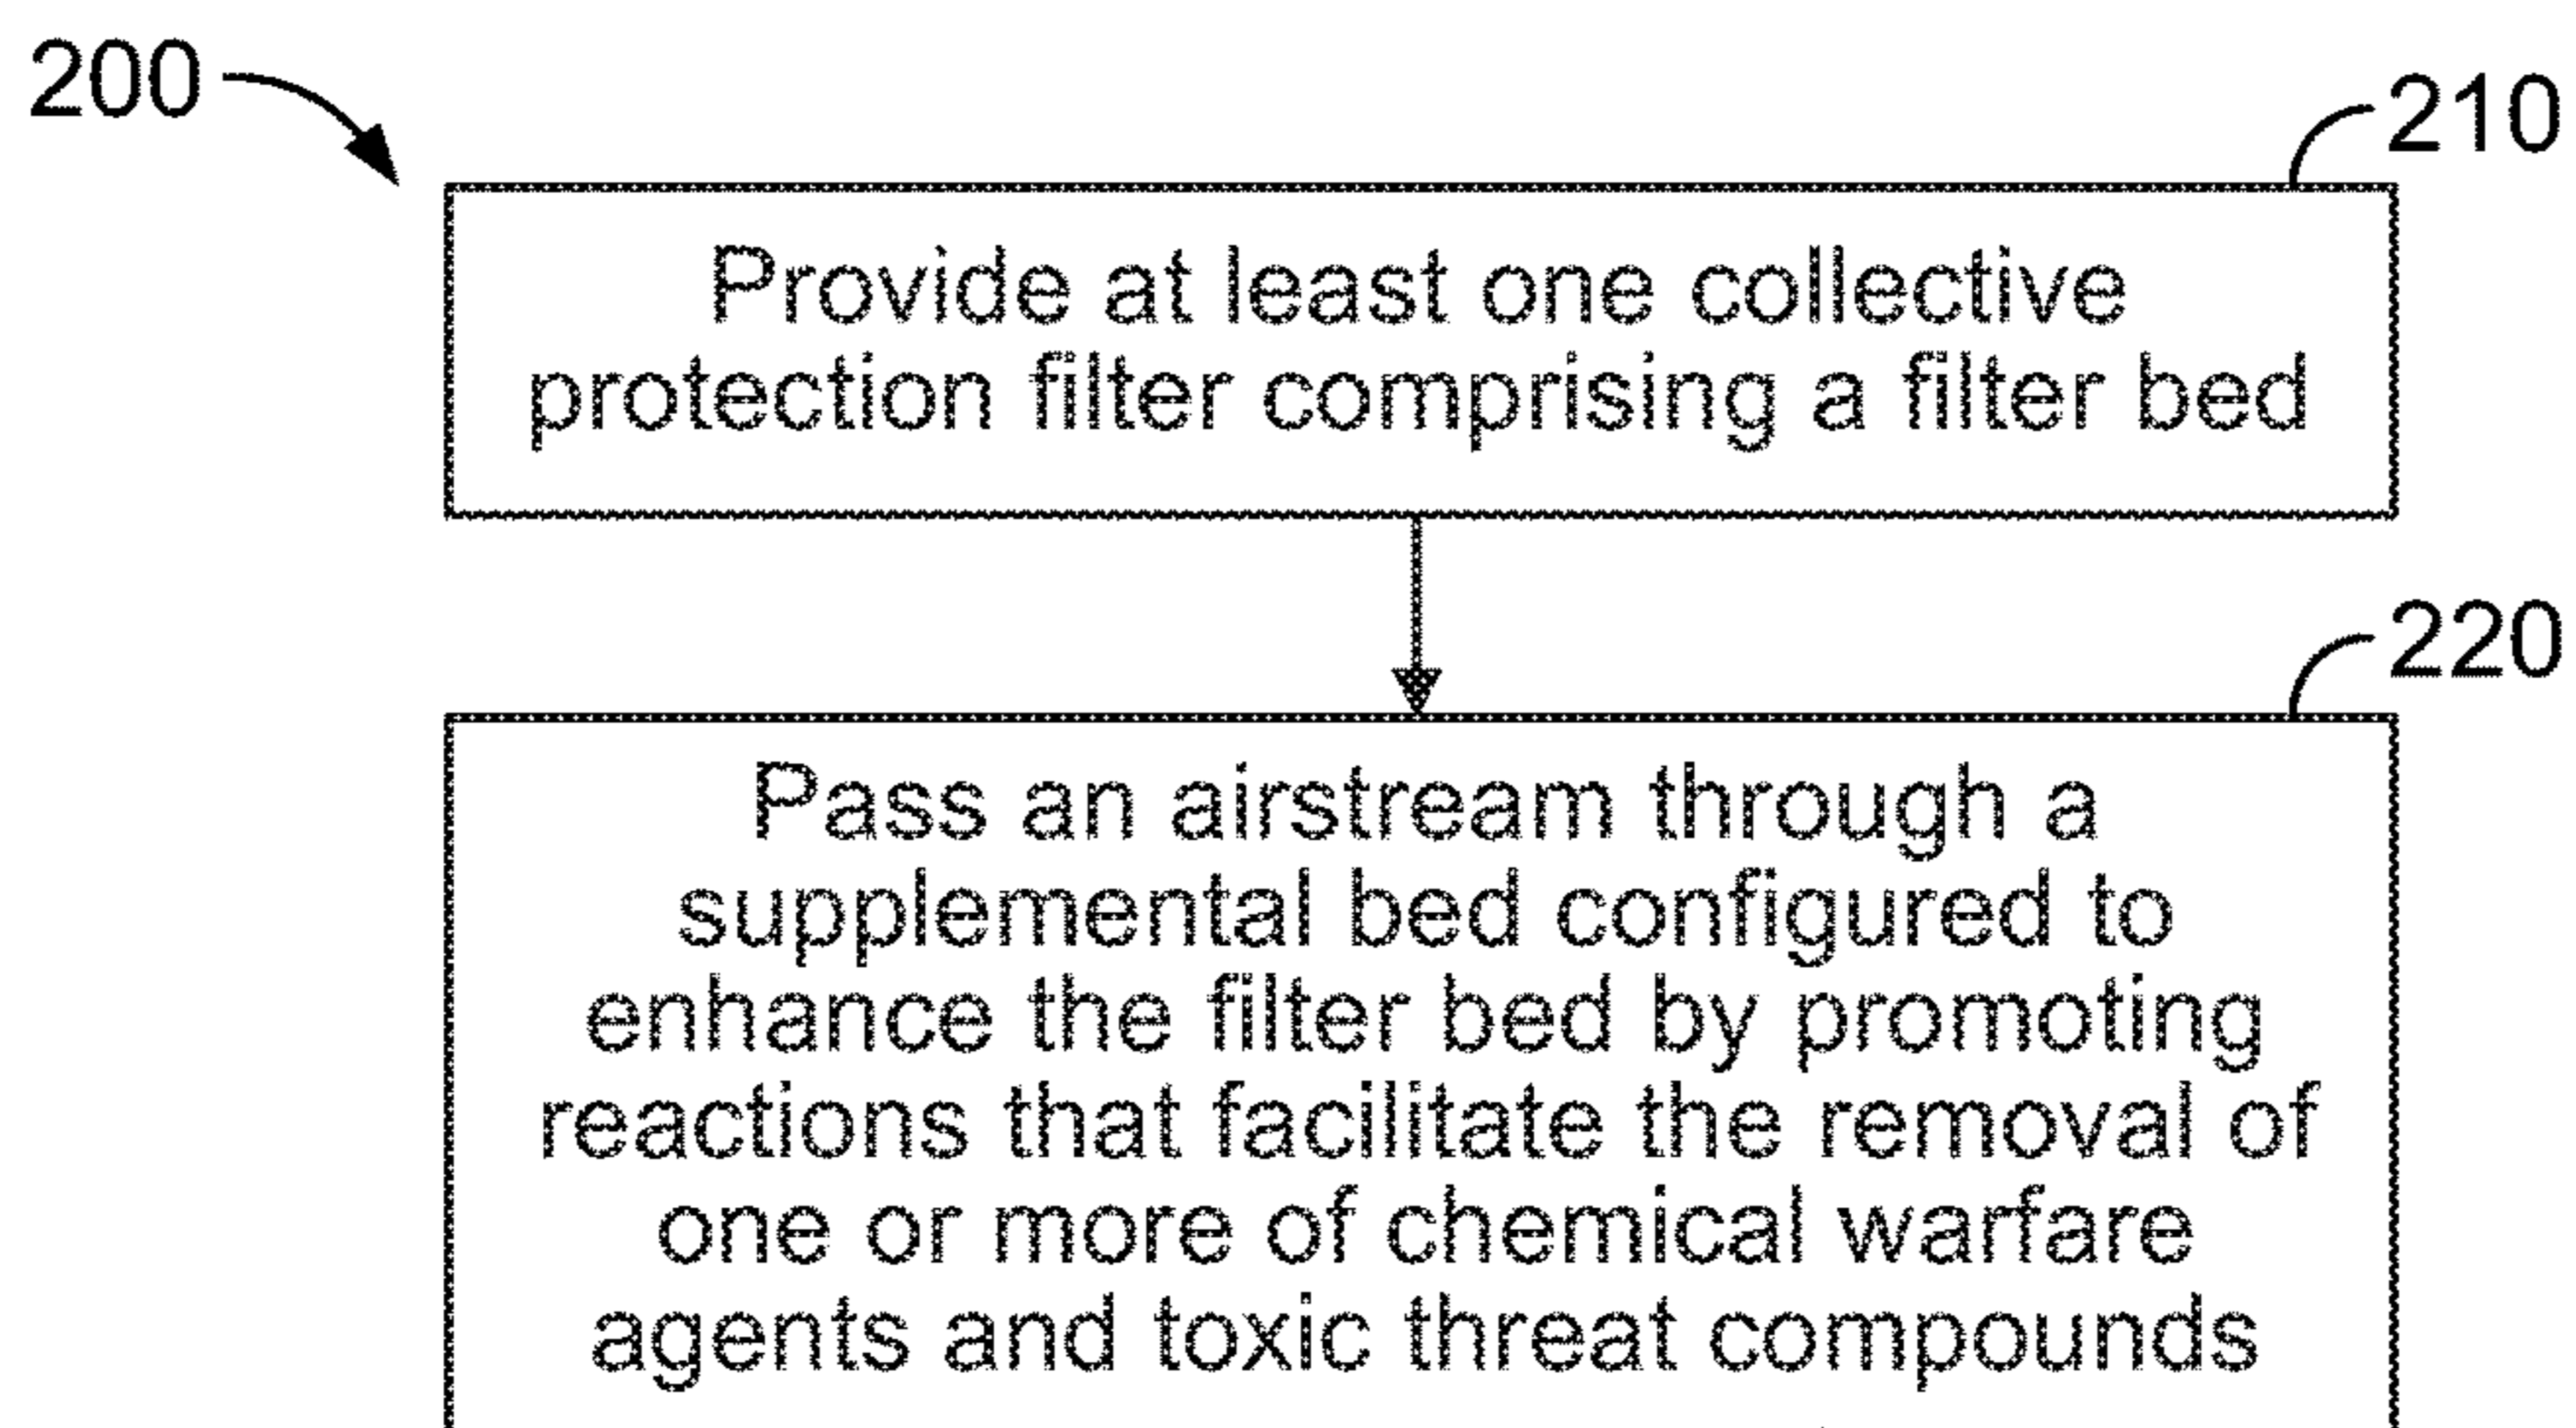 200
210
Provide at least one collective
protection filter comprising a filter bed
220
Pass an airstream through a
supplemental bed configured to
enhance the filter bed by promoting
reactions that facilitate the removal of
one or more of chemical warfare
agents and toxic threat compounds